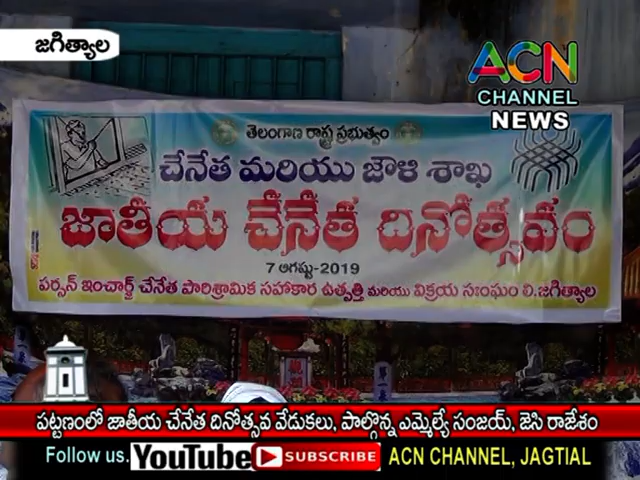 జగిత్యాల
ACN
CHANNEL
NEWS
తెలంగాణ రాష్ట్ర ప్రభుత్వం
చేనేత మరియు జౌళి శాఖ
జాతీయ చేనేత దినోత్సవం
7 ఆగష్టు-2019
పర్సన్ ఇంచార్జ్ చేనేత పారిశ్రామిక సహకార ఉత్పత్తి మరియు విక్రయ సంఘం లి.జగిత్యాల
పట్టణంలో జాతీయ చేనేత దినోత్సవ వేడుకలు, పాల్గొన్న ఎమ్మెల్యే సంజయ్, జెసి రాజేశం
Follow us. YouTube SUBSCRIBE ACN CHANNEL, JAGTIAL